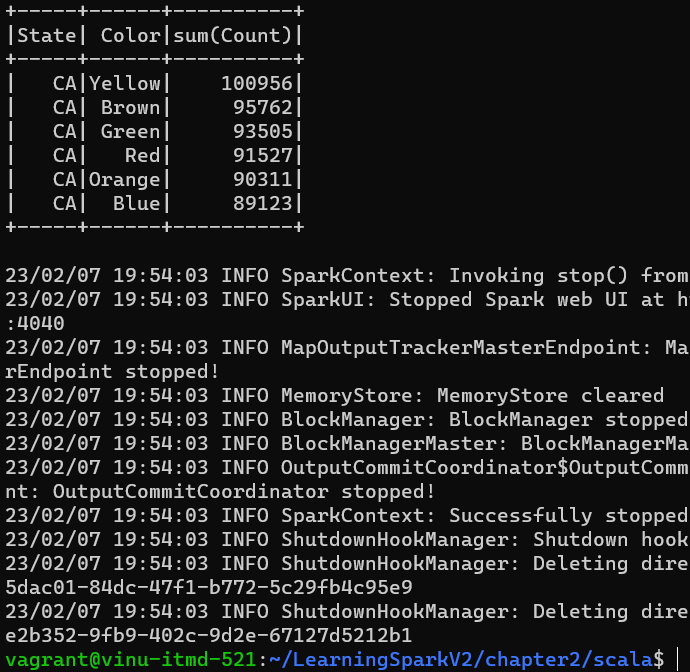 +-----+------+----------+
|State| Color|sum(Count)|
+-----+------+----------+
|   CA|Yellow|    100956|
|   CA| Brown|     95762|
|   CA| Green|     93505|
|   CA|   Red|     91527|
|   CA|Orange|     90311|
|   CA|  Blue|     89123|
+-----+------+----------+
23/02/07 19:54:03 INFO SparkContext: Invoking stop() from
23/02/07 19:54:03 INFO SparkUI: Stopped Spark web UI at h
:4040
23/02/07 19:54:03 INFO MapOutputTrackerMasterEndpoint: Ma
rEndpoint stopped!
23/02/07 19:54:03 INFO MemoryStore: MemoryStore cleared
23/02/07 19:54:03 INFO BlockManager: BlockManager stopped
23/02/07 19:54:03 INFO BlockManagerMaster: BlockManagerMa
23/02/07 19:54:03 INFO OutputCommitCoordinator$OutputComm
nt: OutputCommitCoordinator stopped!
23/02/07 19:54:03 INFO SparkContext: Successfully stopped
23/02/07 19:54:03 INFO ShutdownHookManager: Shutdown hook
23/02/07 19:54:03 INFO ShutdownHookManager: Deleting dire
5dac01-84dc-47f1-b772-5c29fb4c95e9
23/02/07 19:54:03 INFO ShutdownHookManager: Deleting dire
e2b352-9fb9-402c-9d2e-67127d5212b1
vagrant@vinu-itmd-521:~/LearningSparkV2/chapter2/scala$